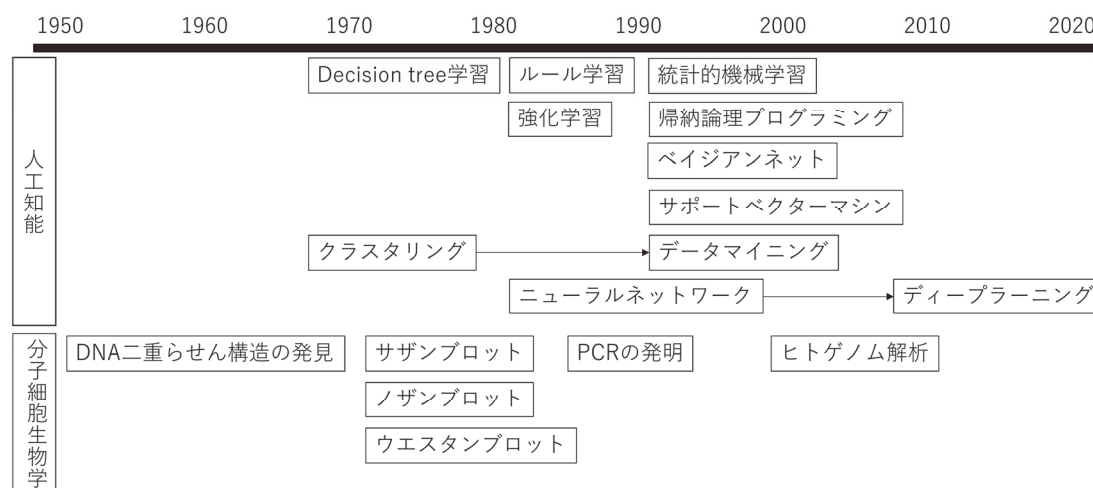 1950 1960 1970 1980 1990 2000 2010 2020
人工知能
Decision tree学習 ルール学習 統計的機械学習
強化学習 帰納論理プログラミング
ベイジアンネット
サポートベクターマシン
クラスタリング データマイニング
ニューラルネットワーク ディープラーニング
分子細胞生物学
DNA二重らせん構造の発見 サザンブロット PCRの発明 ヒトゲノム解析
ノザンブロット
ウエスタンブロット